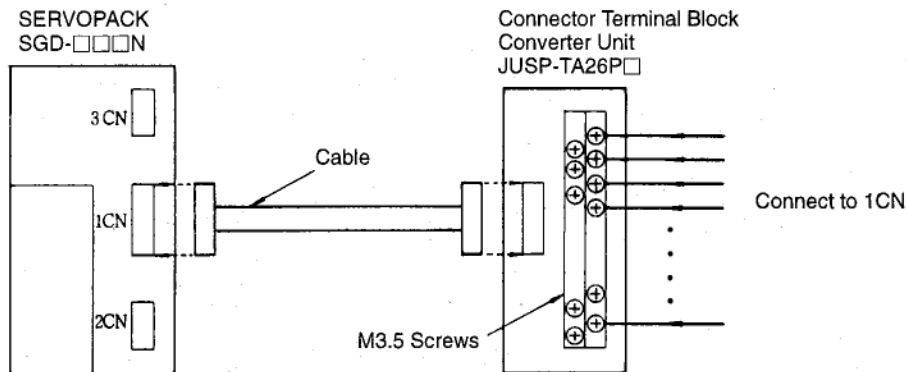 SERVOPACK
SGD-□□□N
Connector Terminal Block
Converter Unit
JUSP-TA26P□
3CN
Cable
1CN
Connect to 1CN
2CN
M3.5 Screws